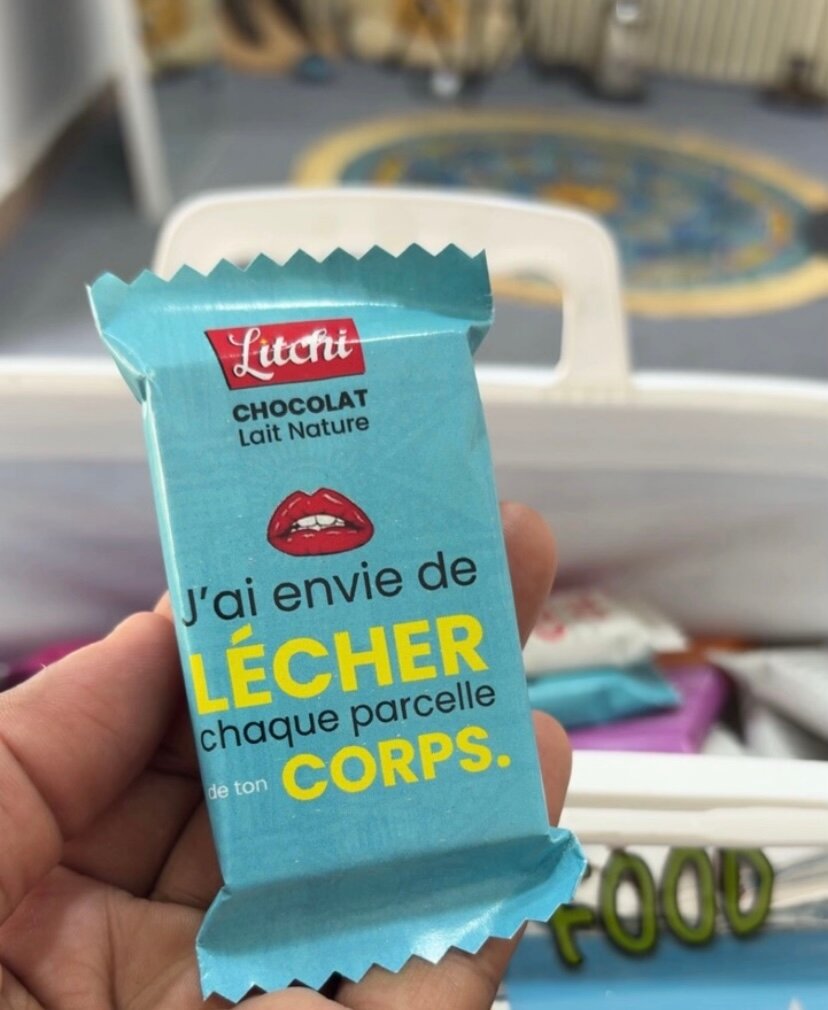 Litchi
CHOCOLAT
Lait Nature
J'ai envie de
LÉCHER
chaque parcelle
de ton CORPS.
FOOD